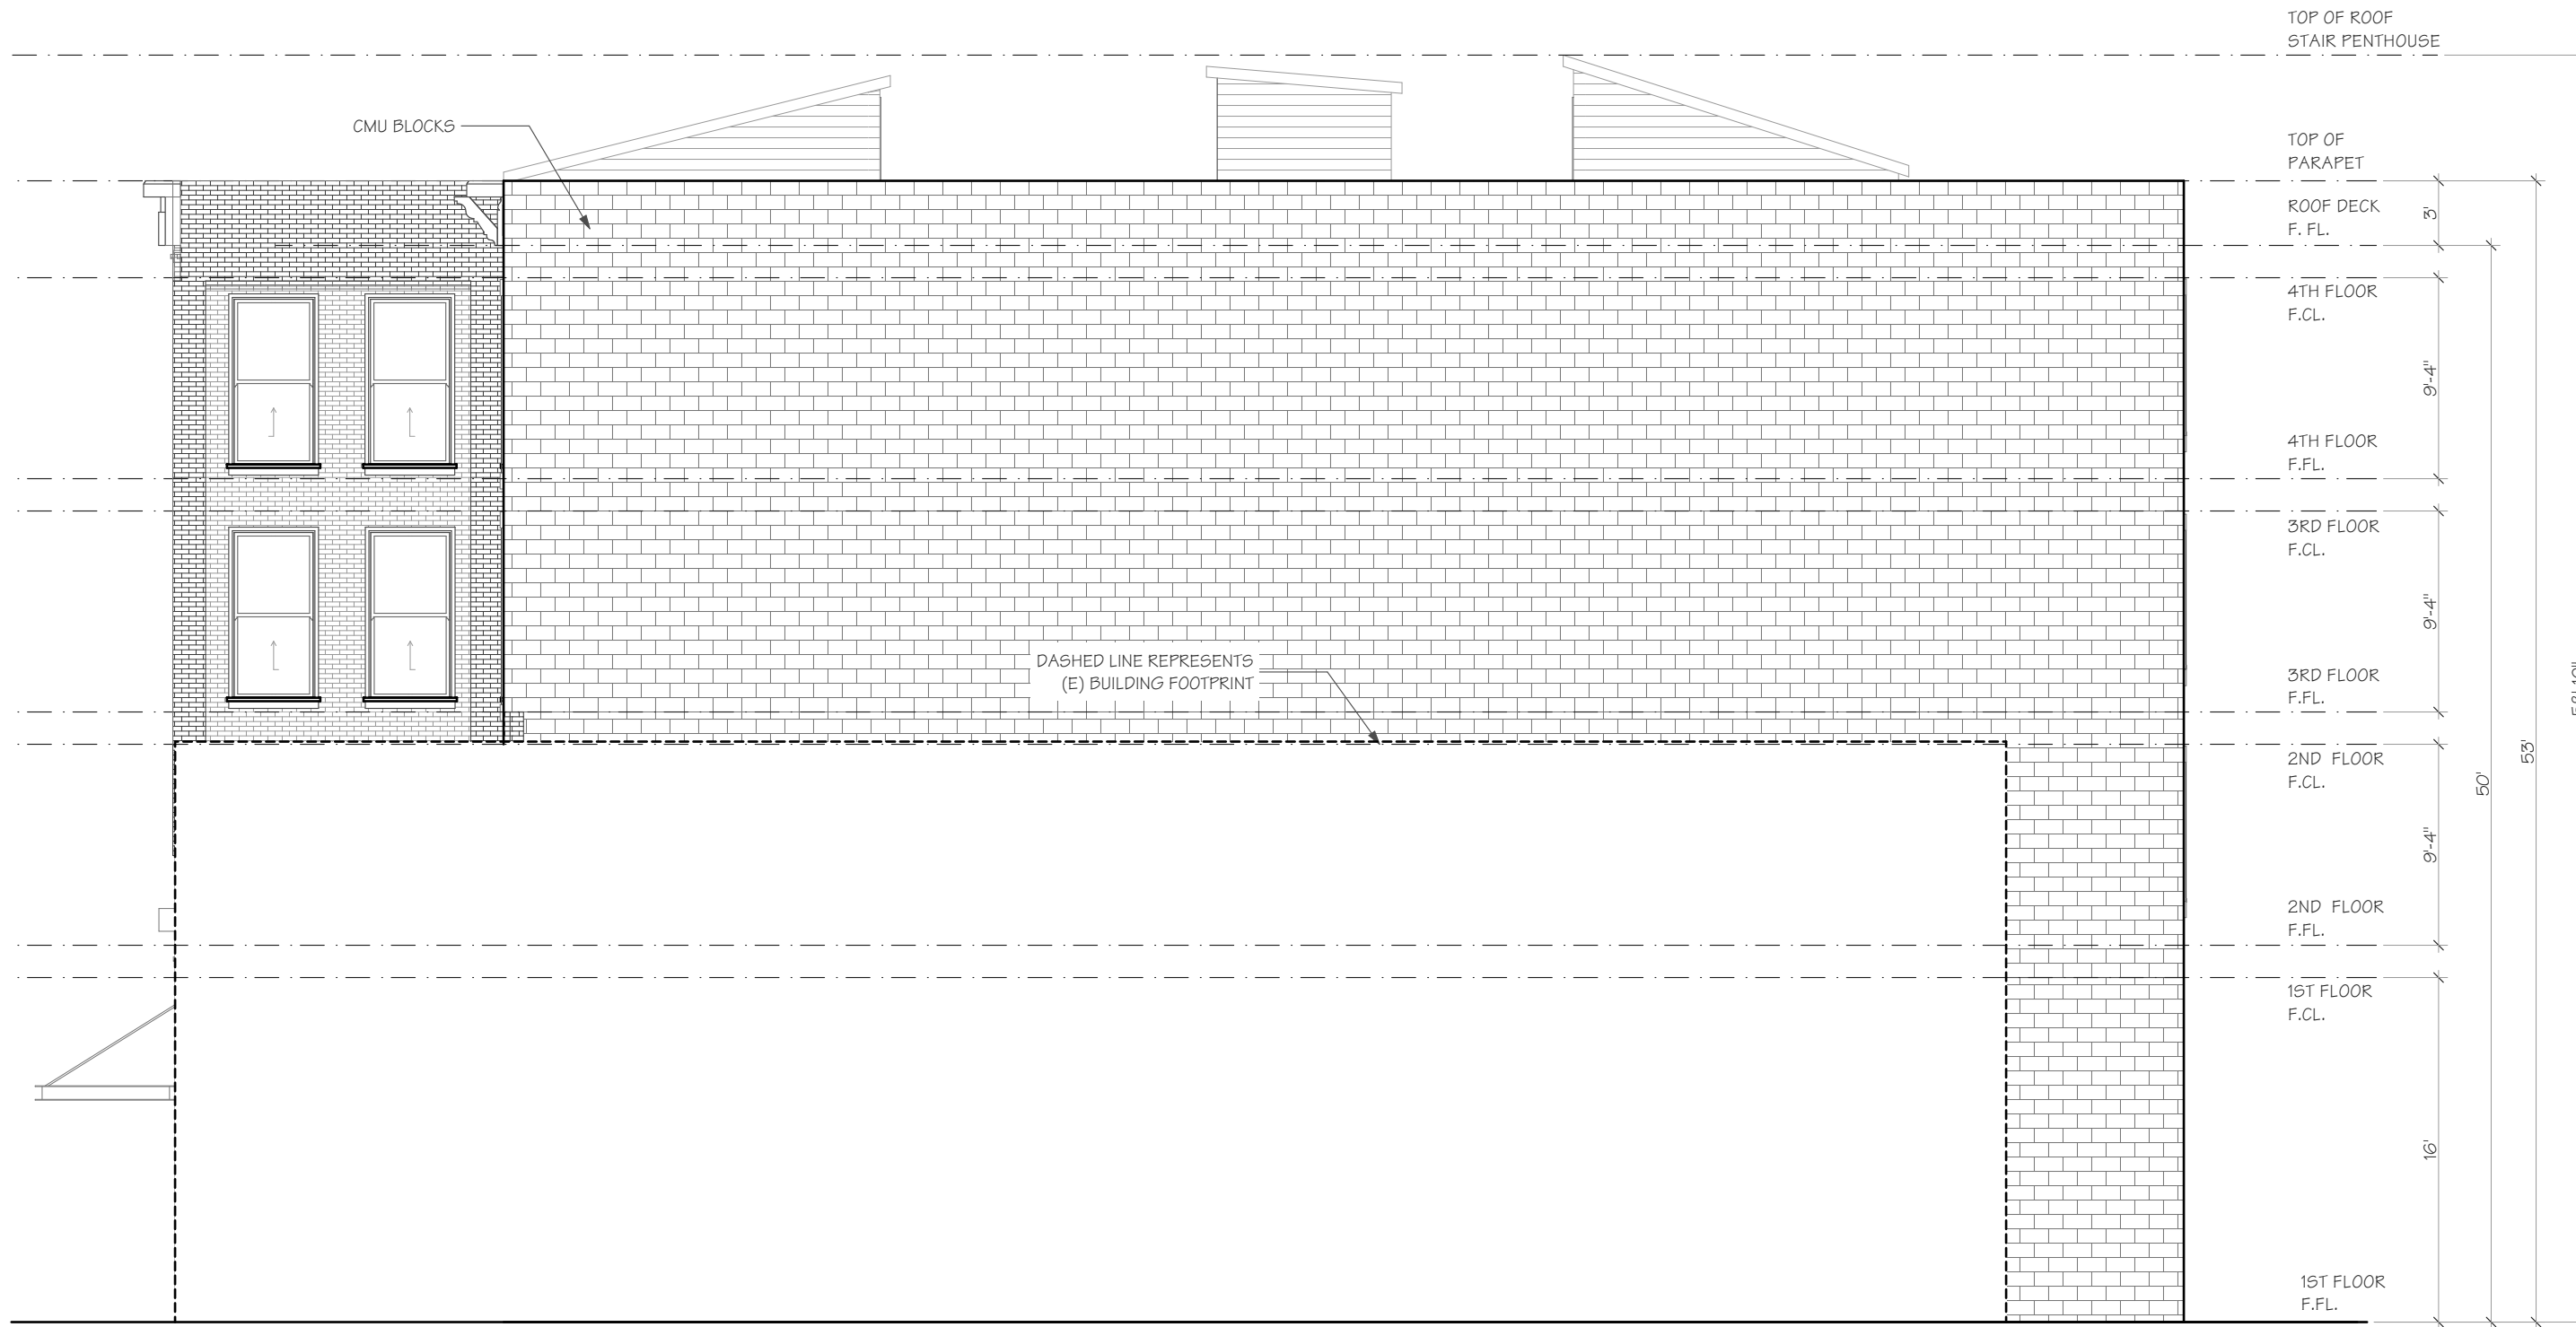 TOP OF ROOF
STAIR PENTHOUSE
CMU BLOCKS
TOP OF
PARAPET
3'
ROOF DECK
F. FL.
4TH FLOOR
F.CL.
9'-4"
4TH FLOOR
F.FL.
3RD FLOOR
F.CL.
9'-4"
DASHED LINE REPRESENTS
(E) BUILDING FOOTPRINT
3RD FLOOR
F.FL.
2ND FLOOR
F.CL.
50'
53'
9'-4"
2ND FLOOR
F.FL.
1ST FLOOR
F.CL.
16'
1ST FLOOR
F.FL.